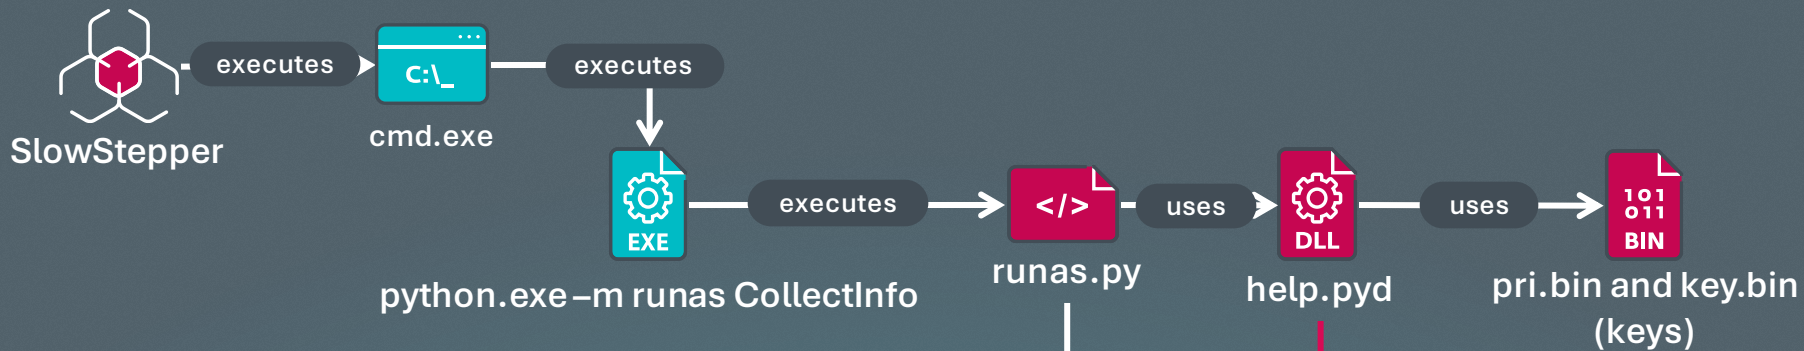 executes
C:\_
executes
SlowStepper
cmd.exe
EXE
executes
</>
uses
DLL
uses
101
011
BIN
python.exe –m runas CollectInfo
runas.py
help.pyd
pri.bin and key.bin
(keys)